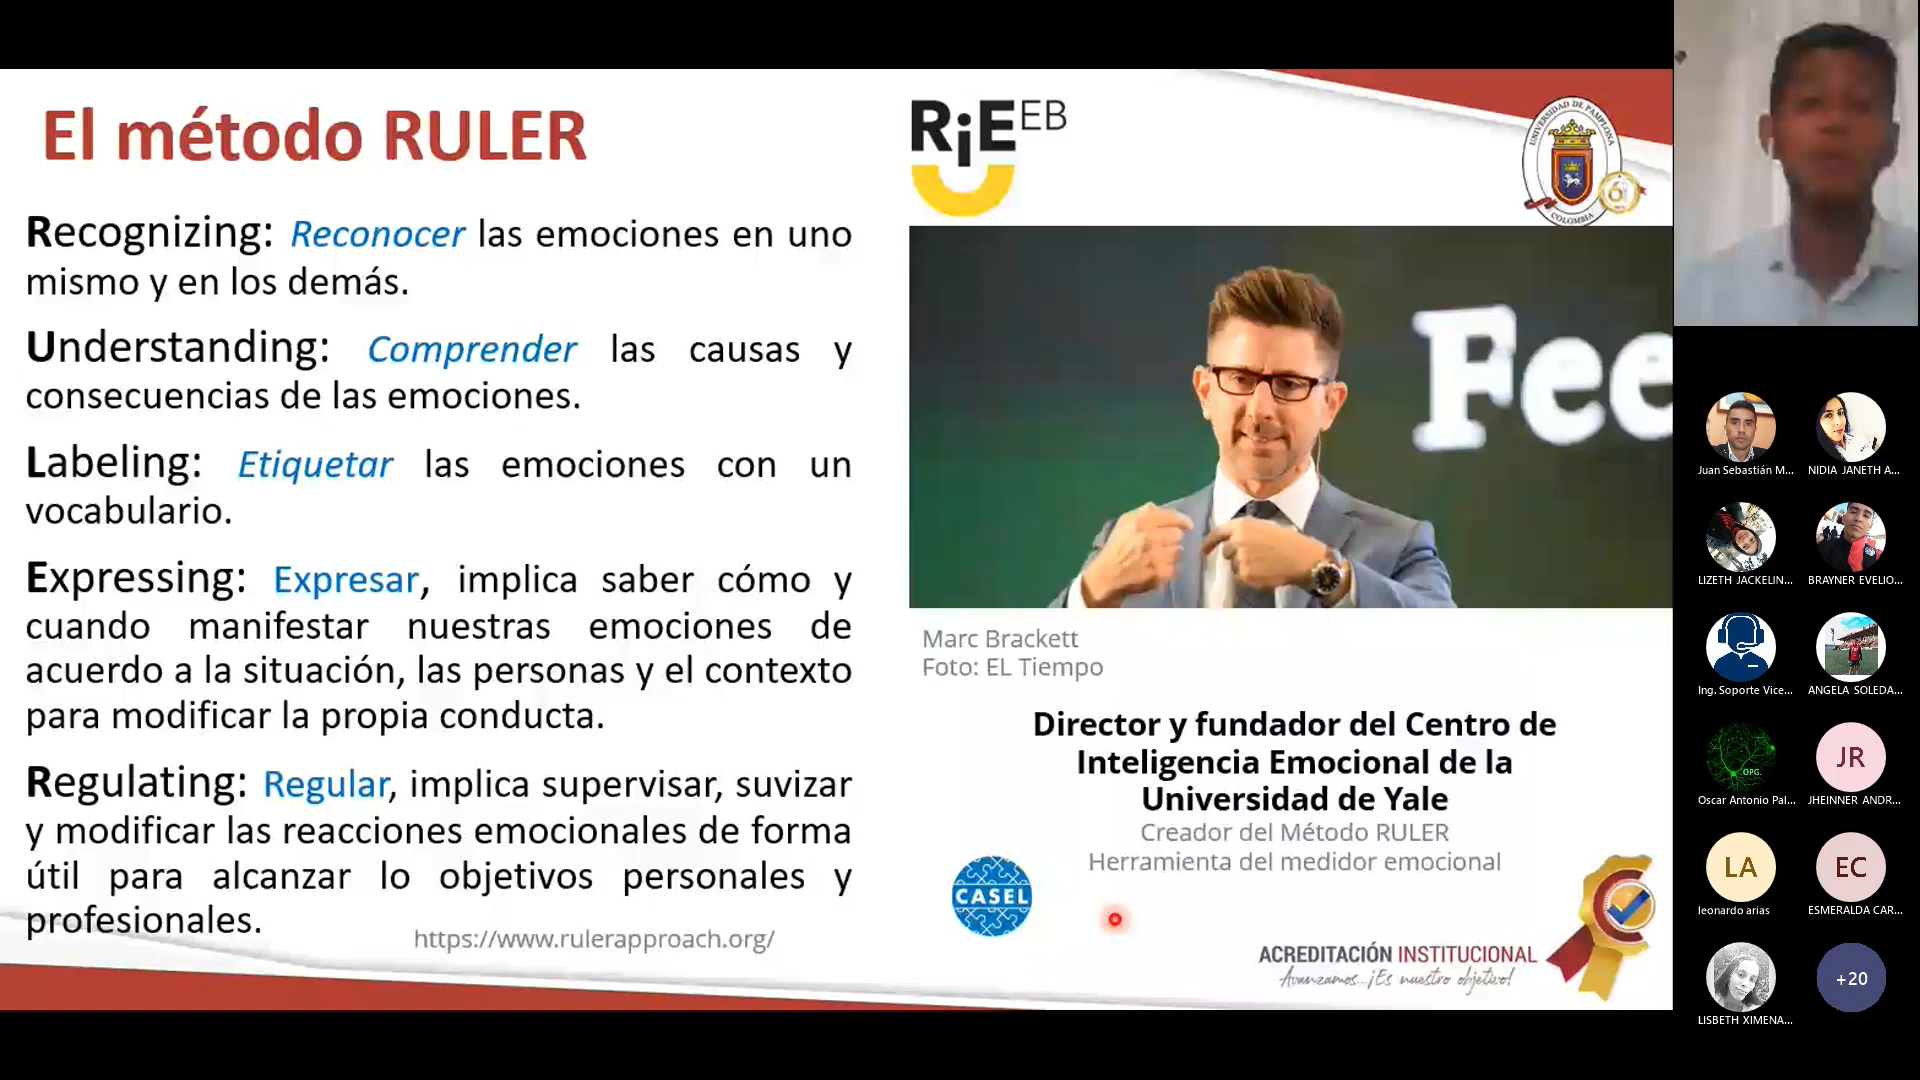 El método RULER
Recognizing: Reconocer las emociones en uno
mismo y en los demás.
Understanding: Comprender las causas y
consecuencias de las emociones.
Labeling: Etiquetar las emociones con un
vocabulario.
Expressing: Expresar, implica saber cómo y
cuando manifestar nuestras emociones de
acuerdo a la situación, las personas y el contexto
para modificar la propia conducta.
Regulating: Regular, implica supervisar, suvizar
y modificar las reacciones emocionales de forma
útil para alcanzar lo objetivos personales y
profesionales.
https://www.rulerapproach.org/
RiEEB
UNIVERSIDAD DE PAMPLONA
COLOMBIA
Fee
Marc Brackett
Foto: EL Tiempo
Director y fundador del Centro de
Inteligencia Emocional de la
Universidad de Yale
Creador del Método RULER
Herramienta del medidor emocional
CASEL
ACREDITACIÓN INSTITUCIONAL
Avanzamos...¡Es nuestro objetivo!
Juan Sebastián M...
NIDIA JANETH A...
LIZETH JACKELIN...
BRAYNER EVELIO...
Ing. Soporte Vice...
ANGELA SOLEDA...
OPG.
JR
Oscar Antonio Pal...
JHEINNER ANDR...
LA
EC
leonardo arias
ESMERALDA CAR...
+20
LISBETH XIMENA...